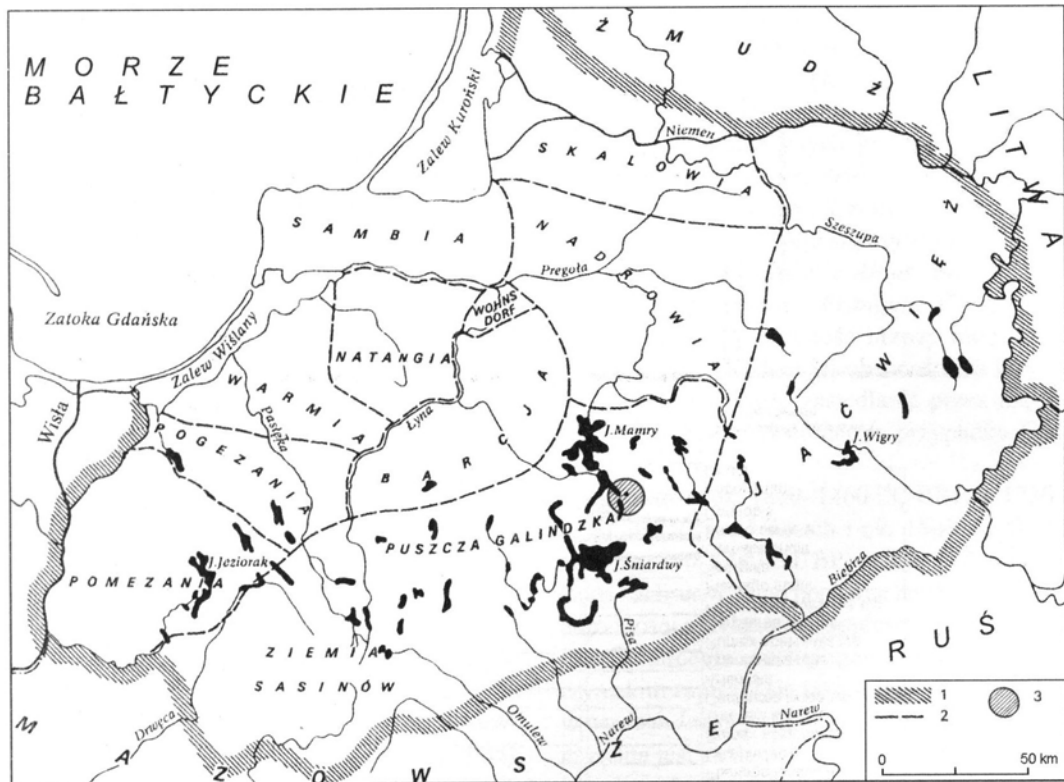 MORZE
BAŁTYCKIE
ŻMUDŹ
LITWA
Zalew Kuroński
Niemen
SKALOWIA
SAMBIA
NADROWIA
Szeszupa
Pregoła
Zatoka Gdańska
Zalew Wiślany
WOHNS
DORF
NATANGIA
JAĆWIEŻ
Wisła
WARMIA
Pasłęka
Łyna
BARCJA
POGEZANIA
J.Mamry
J.Wigry
PUSZCZA GALINDZKA
J.Jeziorak
J.Śniardwy
Biebrza
POMEZANIA
Pisa
ZIEMIA
SASINÓW
RUŚ
Drwęca
Omulew
Narew
Narew
MAZOWSZE
1
2
3
0
50 km